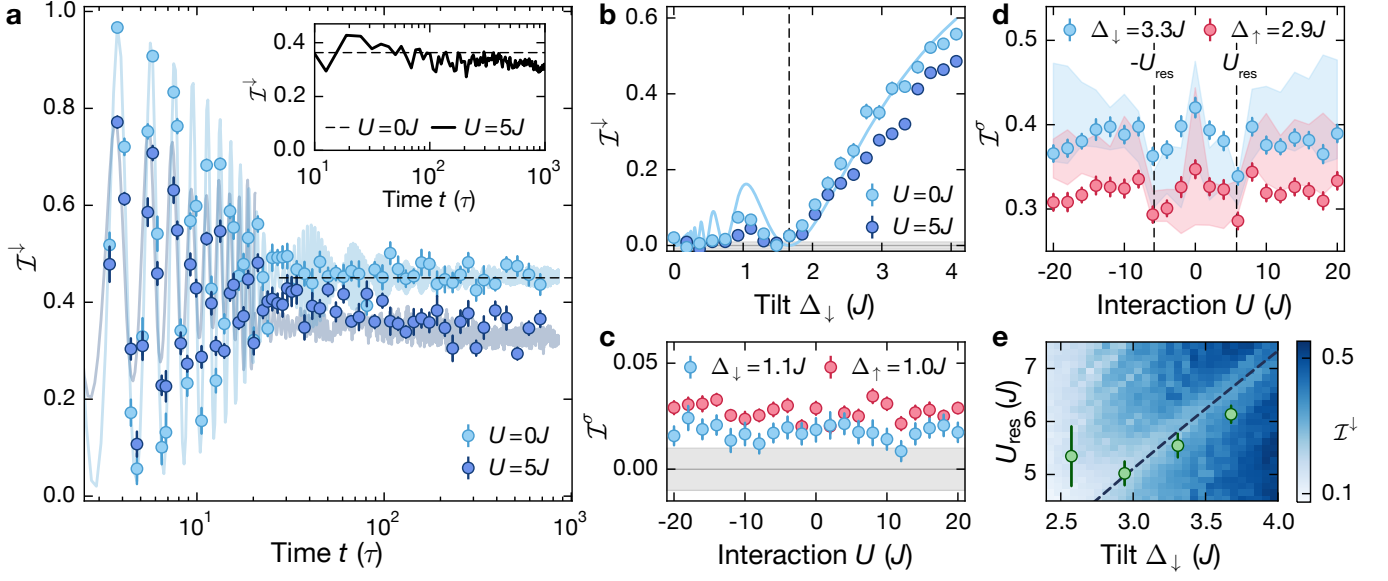 a
1.0
0.8
0.6
0.4
0.2
0.0
ℐ↓
10¹
10²
10³
Time t (τ)
U = 0J
U = 5J
0.4
0.2
0.0
ℐ↓
U = 0J
U = 5J
10¹
10²
10³
Time t (τ)
b
0.6
0.4
0.2
0.0
ℐ↓
U = 0J
U = 5J
0
1
2
3
4
Tilt Δ↓ (J)
c
0.05
0.00
ℐσ
Δ↓ = 1.1J
Δ↑ = 1.0J
-20
-10
0
10
20
Interaction U (J)
d
0.5
0.4
0.3
ℐσ
Δ↓ = 3.3J
Δ↑ = 2.9J
-Ures
Ures
-20
-10
0
10
20
Interaction U (J)
e
7
6
5
Ures (J)
2.5
3.0
3.5
4.0
Tilt Δ↓ (J)
0.5
0.1
ℐ↓